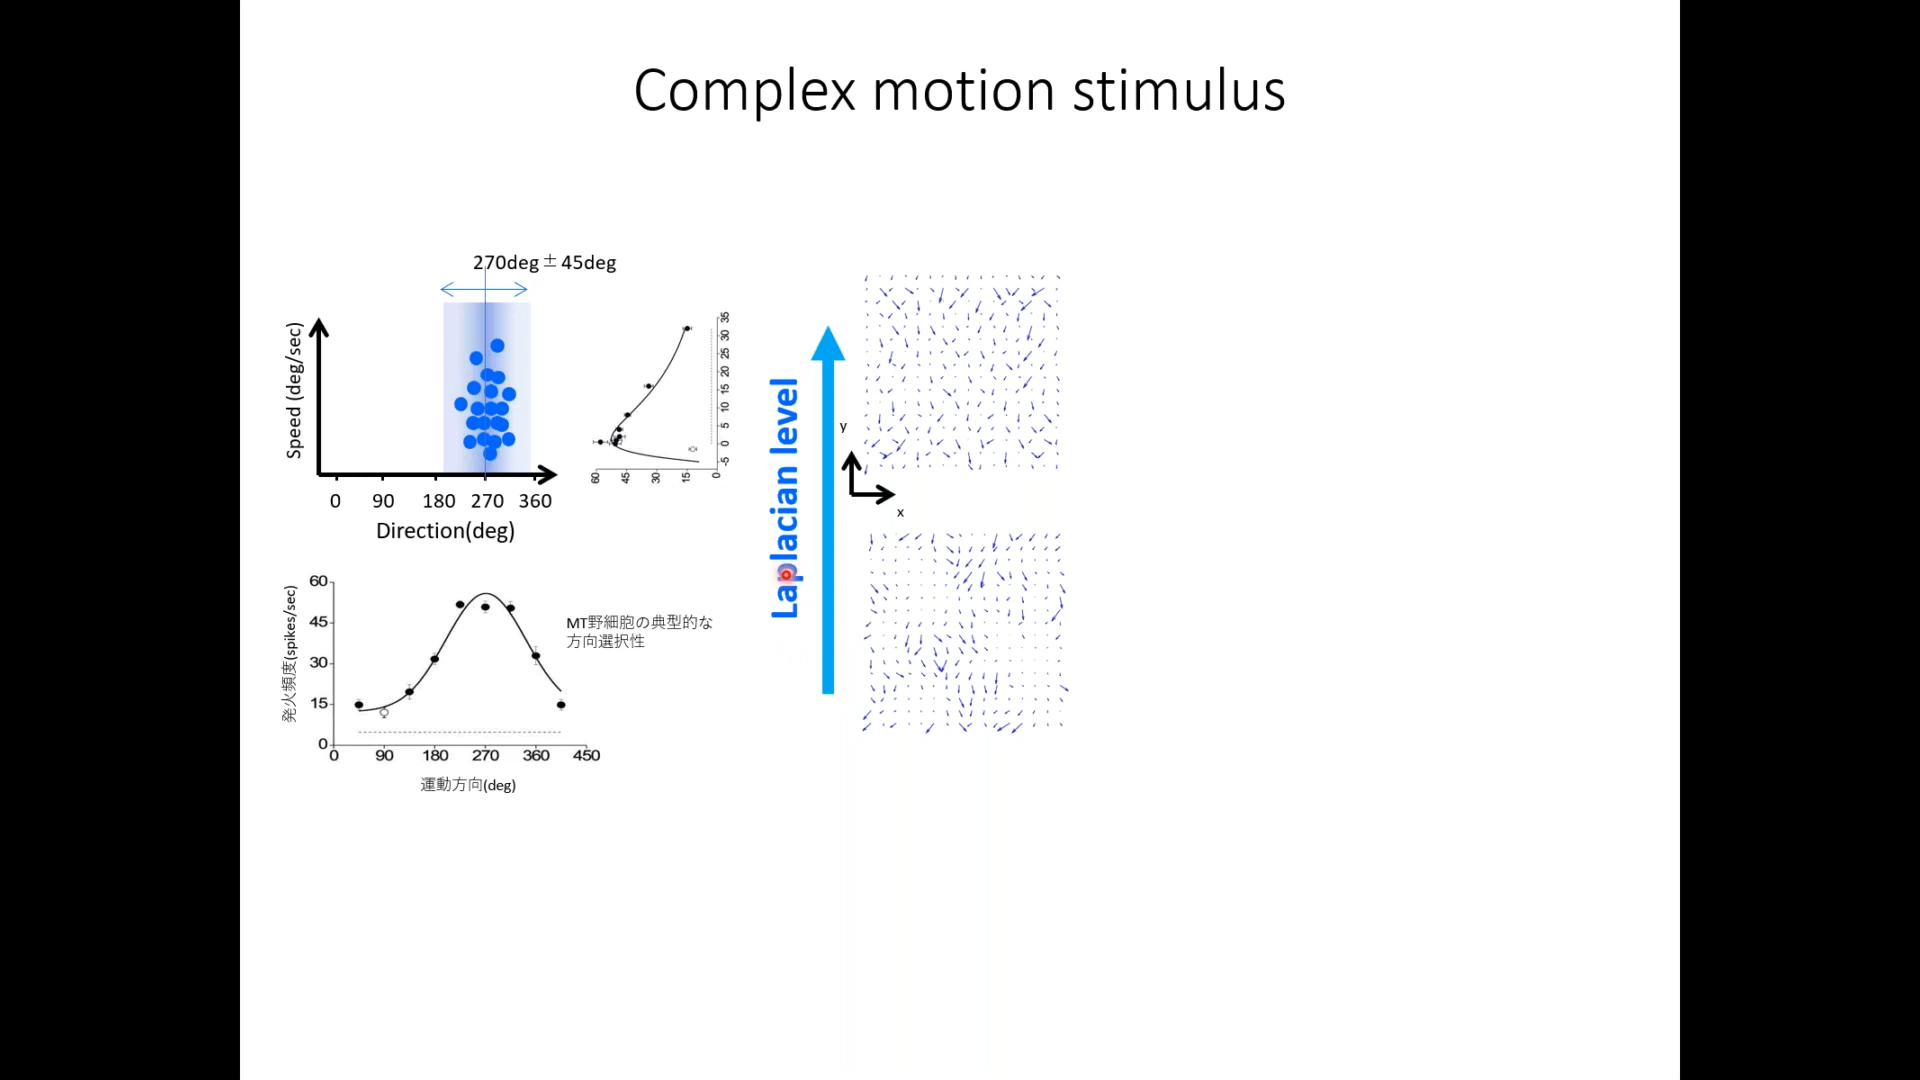 Complex motion stimulus
270deg±45deg
Speed (deg/sec)
0 90 180 270 360
Direction(deg)
35
30
25
20
15
10
5
0
-5
60 45 30 15 0
Laplacian level
y
x
発火頻度(spikes/sec)
60
45
30
15
0
0 90 180 270 360 450
運動方向(deg)
MT野細胞の典型的な
方向選択性